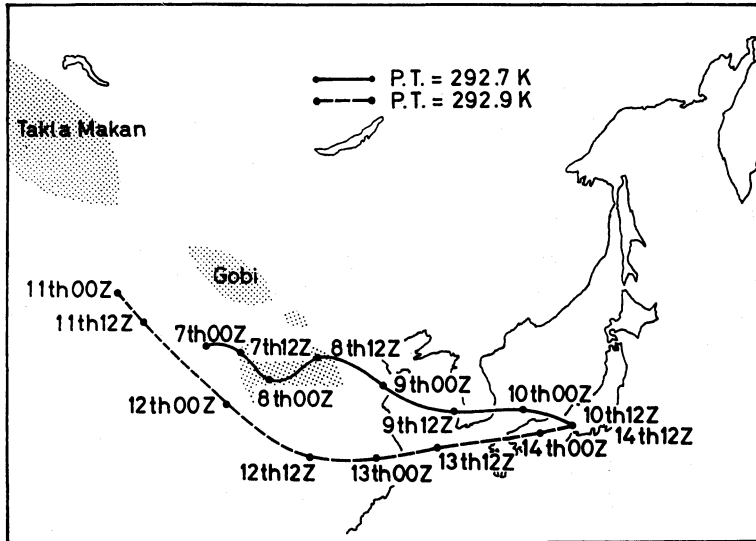 P.T. = 292.7 K
P.T. = 292.9 K
Takla Makan
Gobi
11th00Z
11th12Z
7th00Z
7th12Z
8th12Z
8th00Z
9th00Z
12th00Z
10th00Z
9th12Z
10th12Z
14th12Z
14th00Z
13th12Z
12th12Z
13th00Z